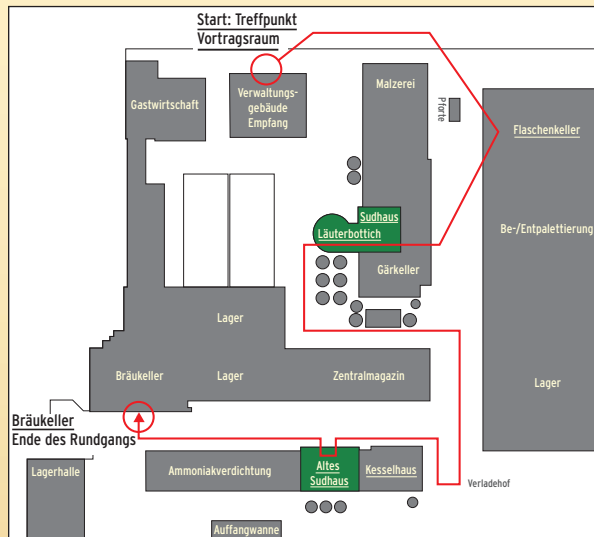 Start: Treffpunkt
Vortragsraum
Gastwirtschaft
Verwaltungs-
gebäude
Empfang
Malzerei
Pforte
Flaschenkeller
Sudhaus
Läuterbottich
Be-/Entpalettierung
Gärkeller
Lager
Bräukeller
Lager
Zentralmagazin
Lager
Bräukeller
Ende des Rundgangs
Lagerhalle
Ammoniakverdichtung
Altes
Sudhaus
Kesselhaus
Verladehof
Auffangwanne